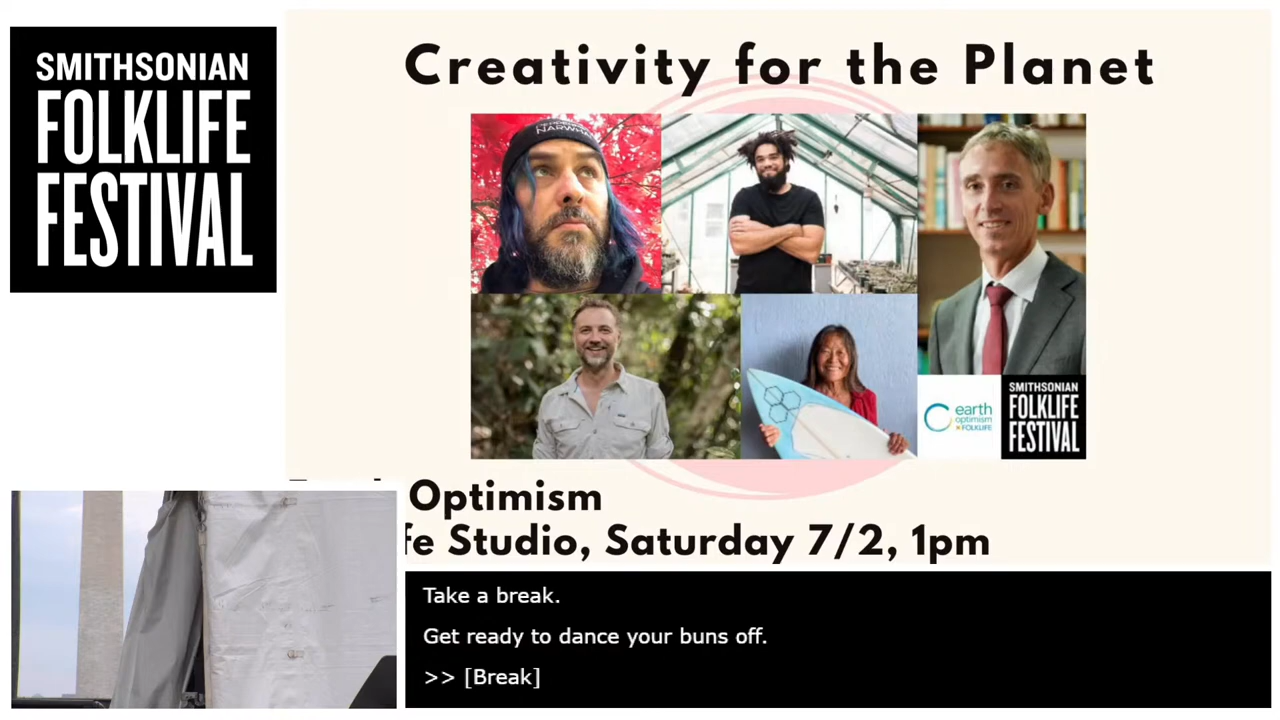 SMITHSONIAN
FOLKLIFE
FESTIVAL
Creativity for the Planet
NARWHAL
earth
optimism
× FOLKLIFE
SMITHSONIAN
FOLKLIFE
FESTIVAL
Optimism
fe Studio, Saturday 7/2, 1pm
Take a break.
Get ready to dance your buns off.
>> [Break]